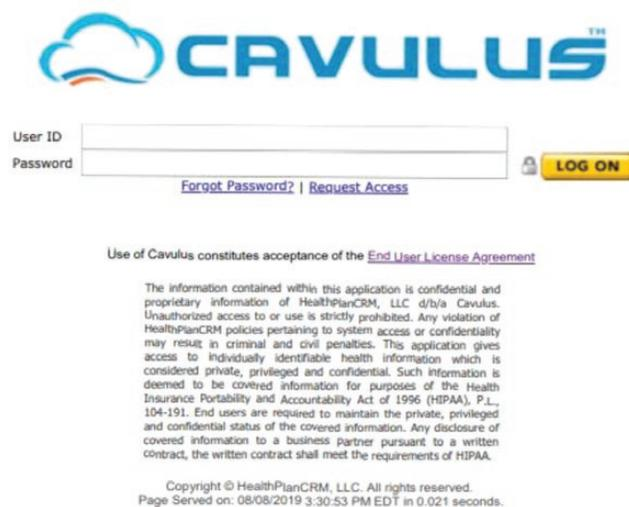 CAVULUS™
User ID
Password
LOG ON
Forgot Password? | Request Access
Use of Cavulus constitutes acceptance of the End User License Agreement
The information contained within this application is confidential and
proprietary information of HealthPlanCRM, LLC d/b/a Cavulus.
Unauthorized access to or use is strictly prohibited. Any violation of
HealthPlanCRM policies pertaining to system access or confidentiality
may result in criminal and civil penalties. This application gives
access to individually identifiable health information which is
considered private, privileged and confidential. Such information is
deemed to be covered information for purposes of the Health
Insurance Portability and Accountability Act of 1996 (HIPAA), P.L.,
104-191. End users are required to maintain the private, privileged
and confidential status of the covered information. Any disclosure of
covered information to a business partner pursuant to a written
contract, the written contract shall meet the requirements of HIPAA.
Copyright © HealthPlanCRM, LLC. All rights reserved.
Page Served on: 08/08/2019 3:30:53 PM EDT in 0.021 seconds.